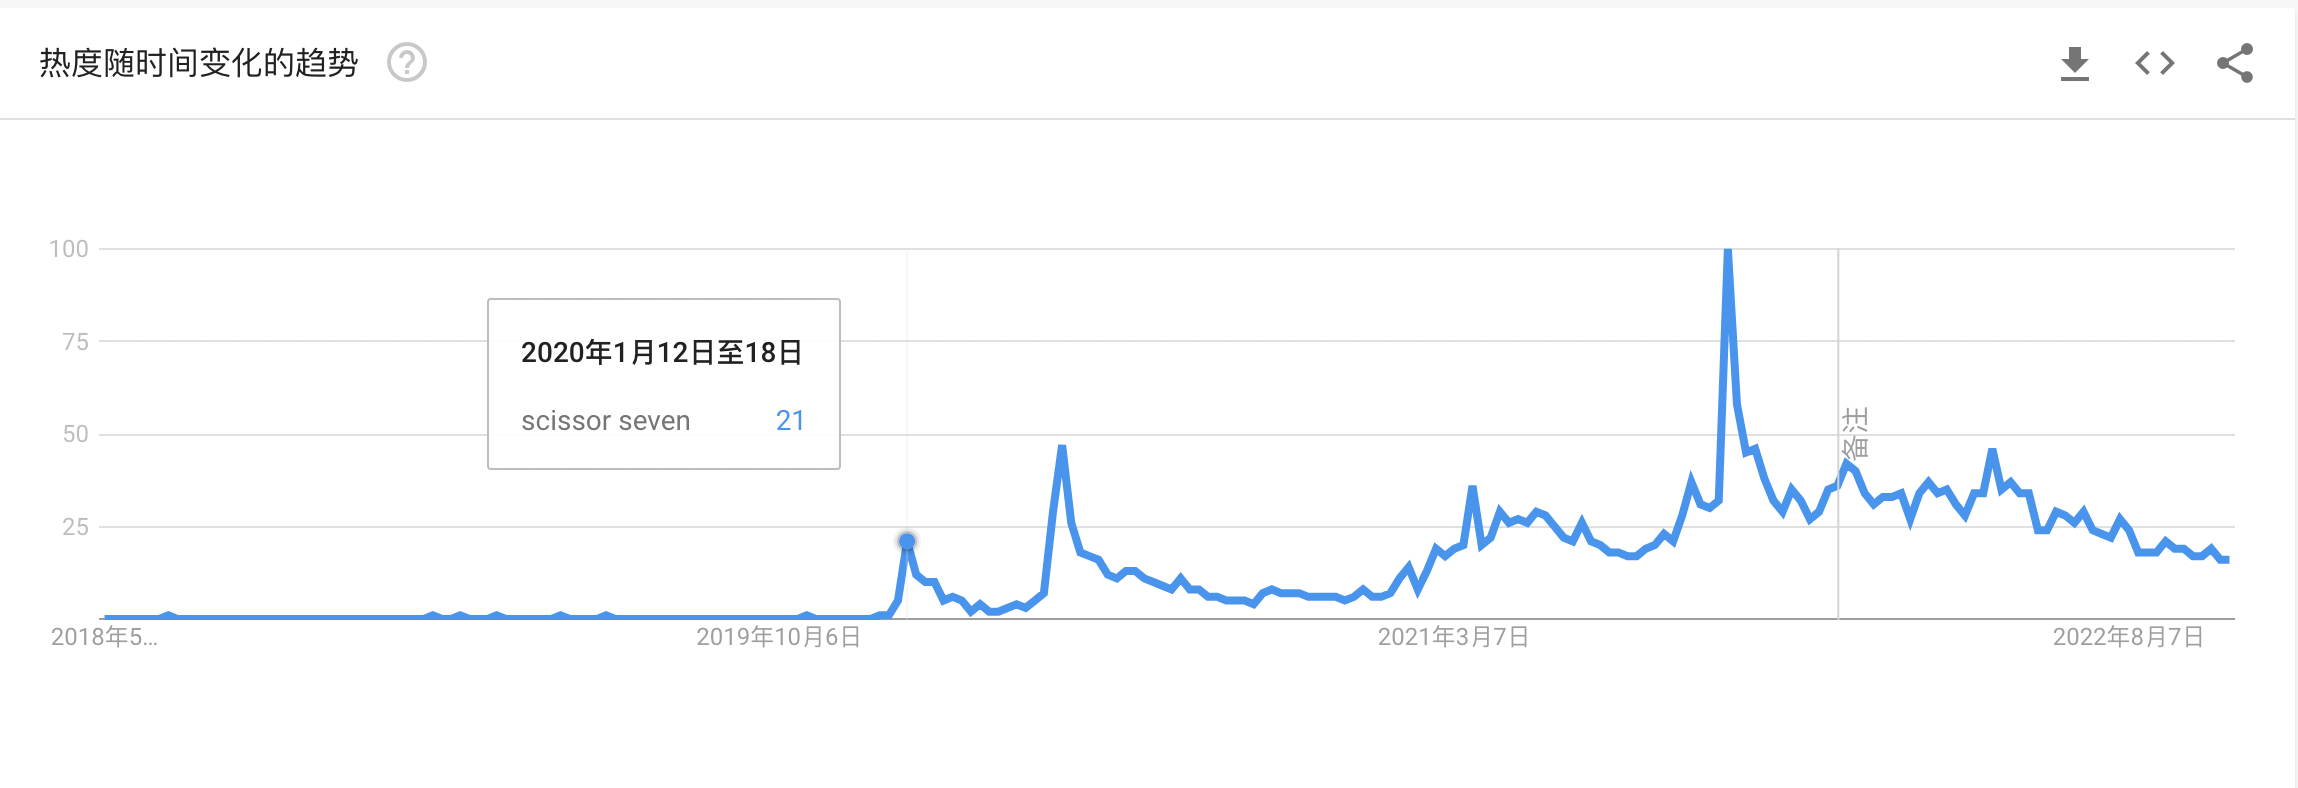 热度随时间变化的趋势
100
75
50
25
2020年1月12日至18日
scissor seven 21
备注
2018年5...
2019年10月6日
2021年3月7日
2022年8月7日